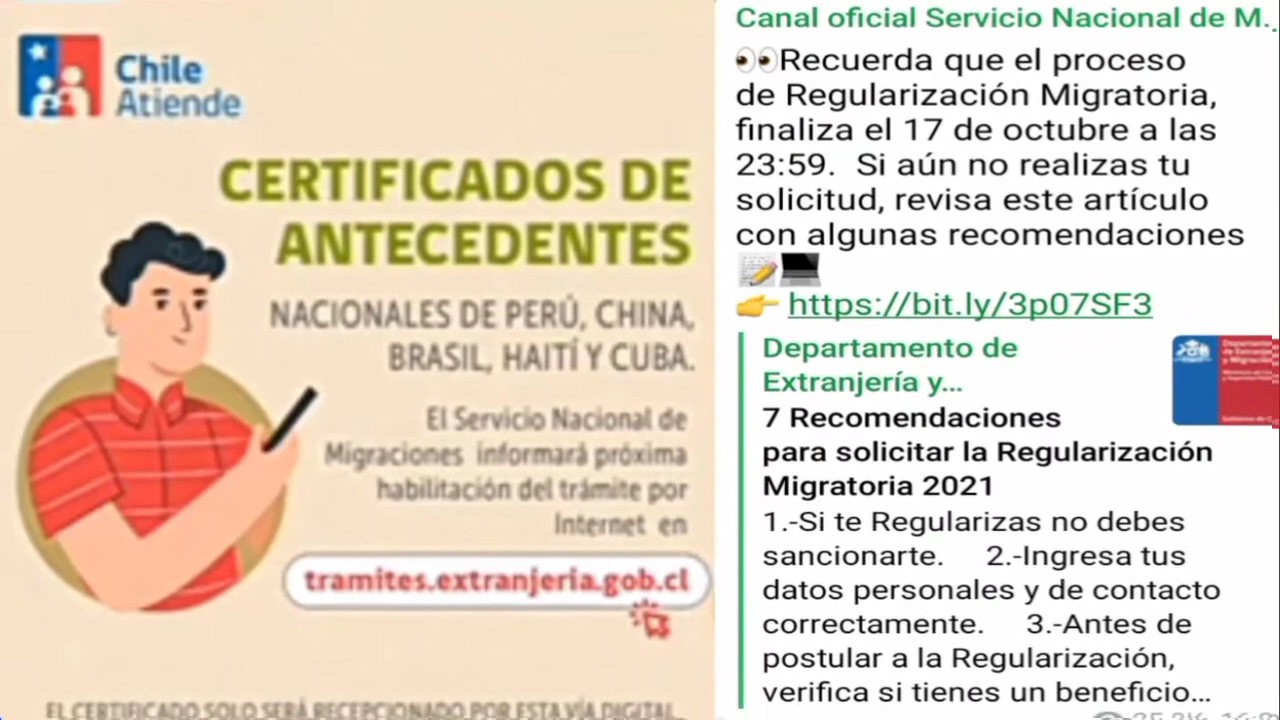 Chile
Atiende
CERTIFICADOS DE
ANTECEDENTES
NACIONALES DE PERÚ, CHINA,
BRASIL, HAITÍ Y CUBA.
El Servicio Nacional de
Migraciones informará próxima
habilitación del trámite por
Internet en
tramites.extranjeria.gob.cl
EL CERTIFICADO SOLO SERÁ RECEPCIONADO POR ESTA VÍA DIGITAL
Canal oficial Servicio Nacional de M..
👀Recuerda que el proceso
de Regularización Migratoria,
finaliza el 17 de octubre a las
23:59. Si aún no realizas tu
solicitud, revisa este artículo
con algunas recomendaciones
📝💻
👉 https://bit.ly/3p07SF3
Departamento de
Extranjería y...
7 Recomendaciones
para solicitar la Regularización
Migratoria 2021
1.-Si te Regularizas no debes
sancionarte. 2.-Ingresa tus
datos personales y de contacto
correctamente. 3.-Antes de
postular a la Regularización,
verifica si tienes un beneficio...